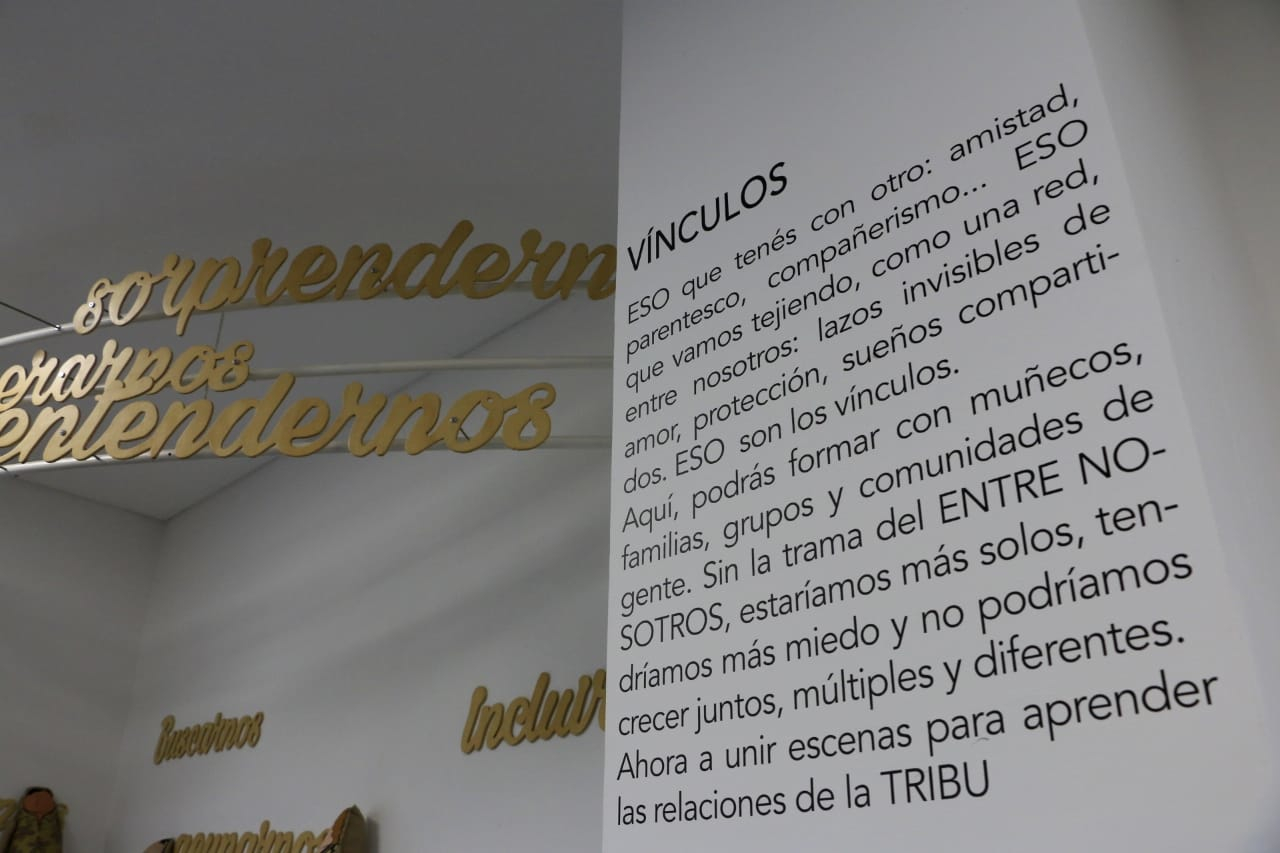 VÍNCULOS
ESO que tenés con otro: amistad,
parentesco, compañerismo... ESO
que vamos tejiendo, como una red,
entre nosotros: lazos invisibles de
amor, protección, sueños comparti-
dos. ESO son los vínculos.
Aquí, podrás formar con muñecos,
familias, grupos y comunidades de
gente. Sin la trama del ENTRE NO-
SOTROS, estaríamos más solos, ten-
dríamos más miedo y no podríamos
crecer juntos, múltiples y diferentes.
Ahora a unir escenas para aprender
las relaciones de la TRIBU
sorprendern
grarnos
entendernos
Buscarnos
Incluir